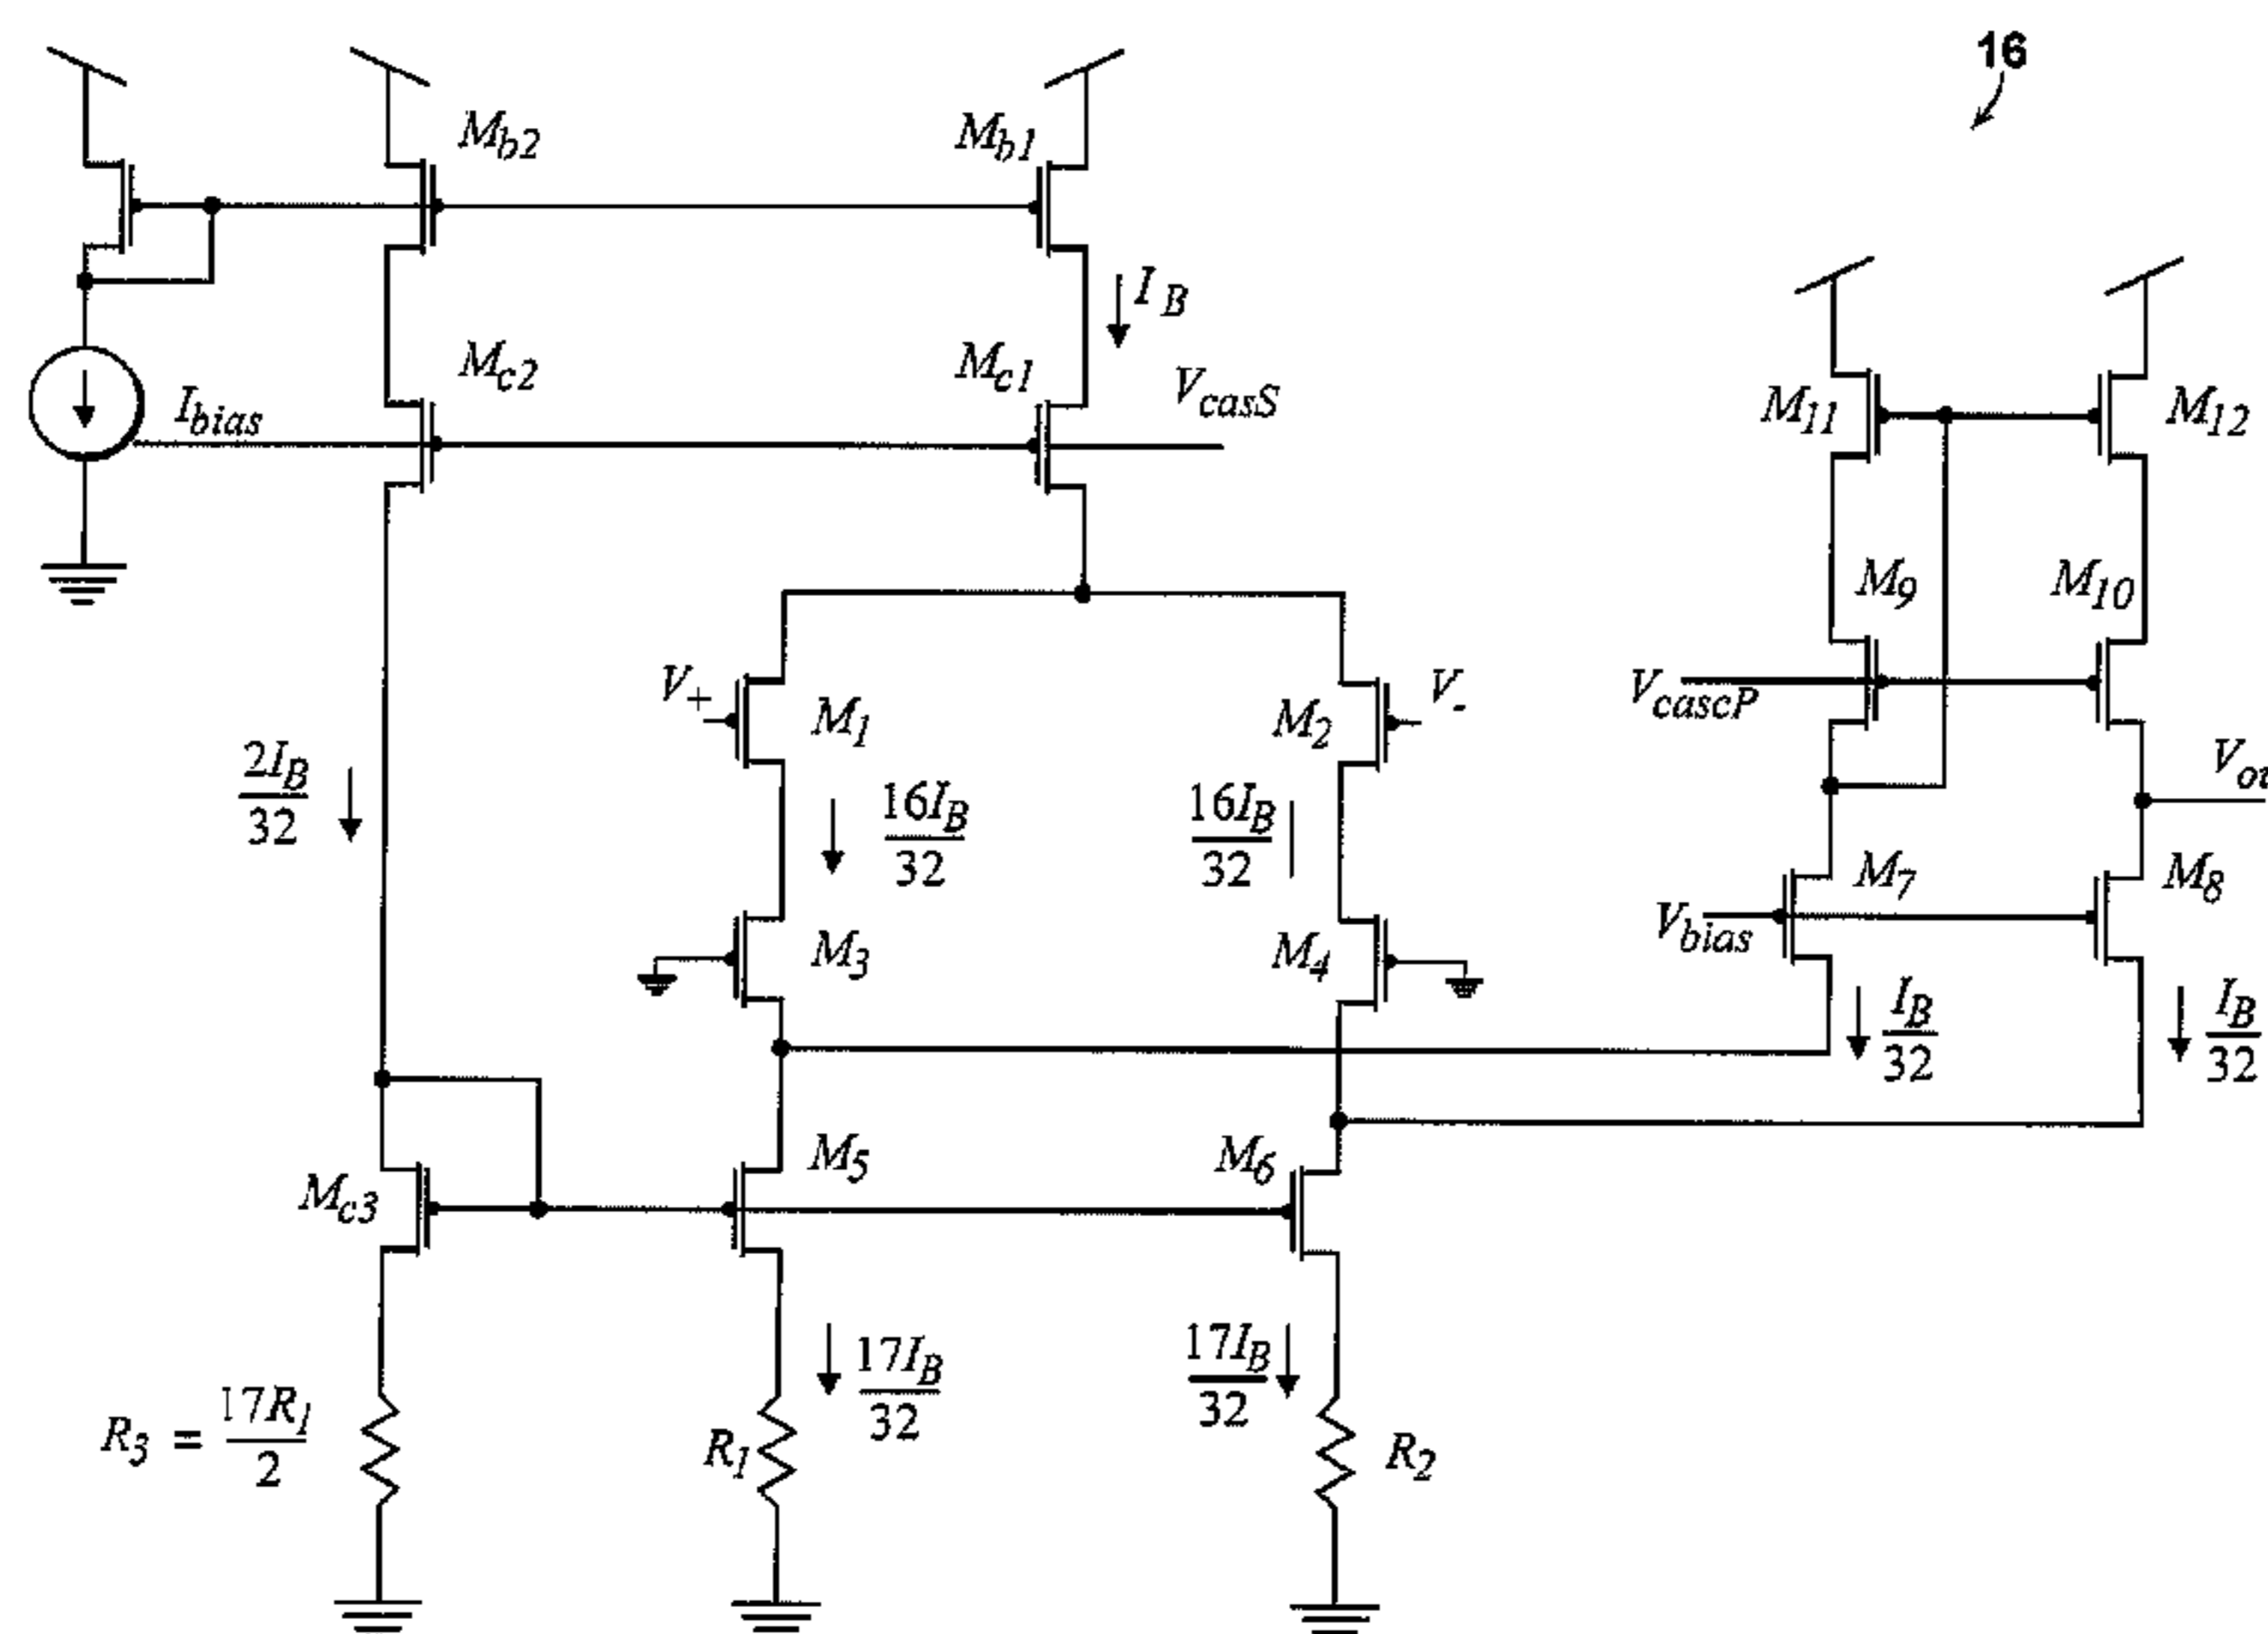 16
M_b2
M_b1
I_B
M_c2
M_c1
V_casS
I_bias
M_11
M_12
M_9
M_10
V_+
M_1
M_2
V_-
V_cascP
2I_B
32
16I_B
32
16I_B
32
V_ou
M_7
M_8
V_bias
M_3
M_4
I_B
32
I_B
32
M_c3
M_5
M_6
17I_B
32
17I_B
32
R_3 = 17R_1
2
R_1
R_2